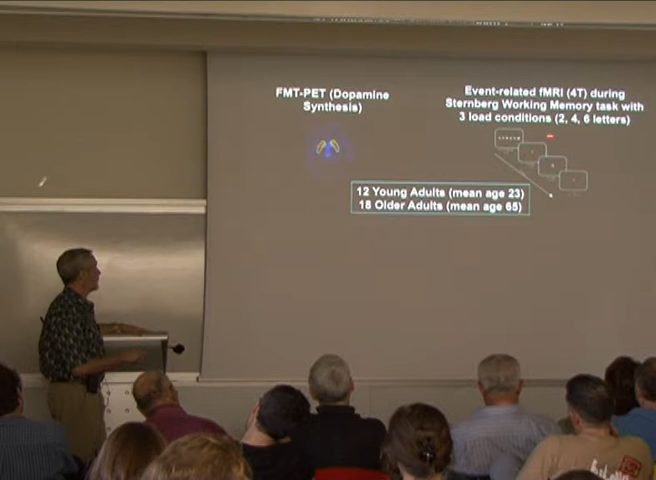 FMT-PET (Dopamine
Synthesis)
Event-related fMRI (4T) during
Sternberg Working Memory task with
3 load conditions (2, 4, 6 letters)
12 Young Adults (mean age 23)
18 Older Adults (mean age 65)